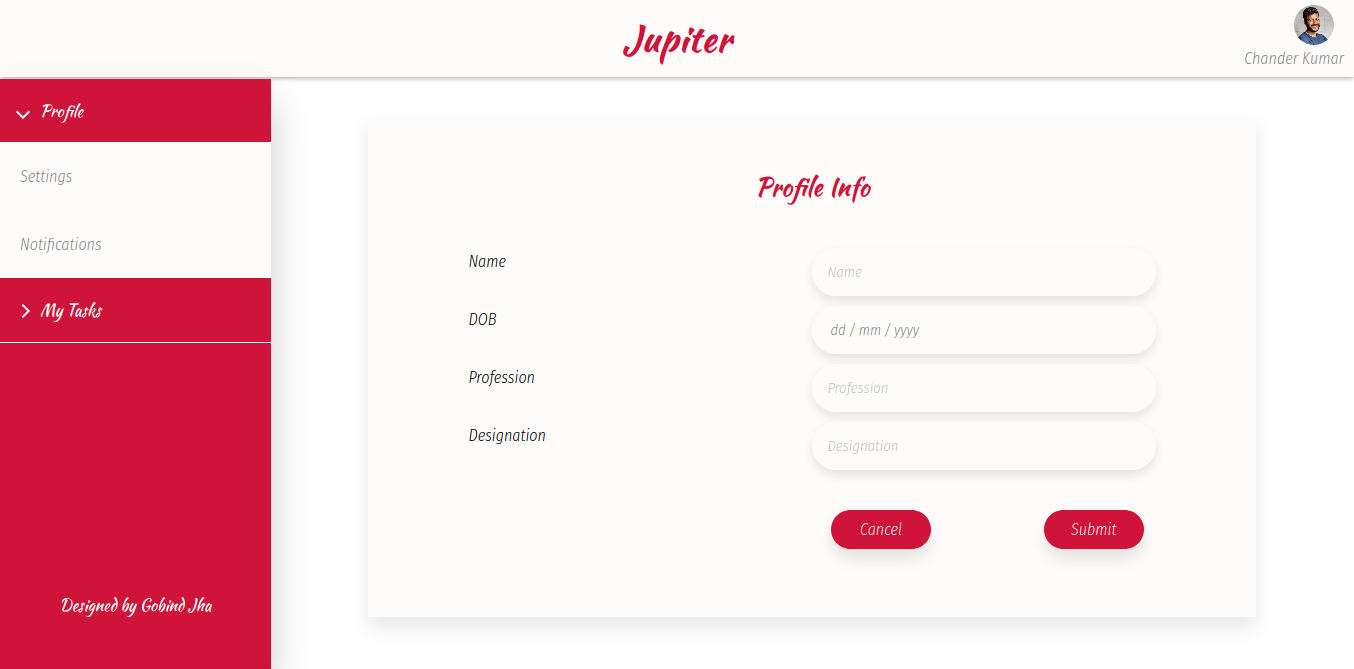 Jupiter
Chander Kumar
Profile
Settings
Notifications
My Tasks
Designed by Gobind Jha
Profile Info
Name
Name
DOB
dd / mm / yyyy
Profession
Profession
Designation
Designation
Cancel
Submit